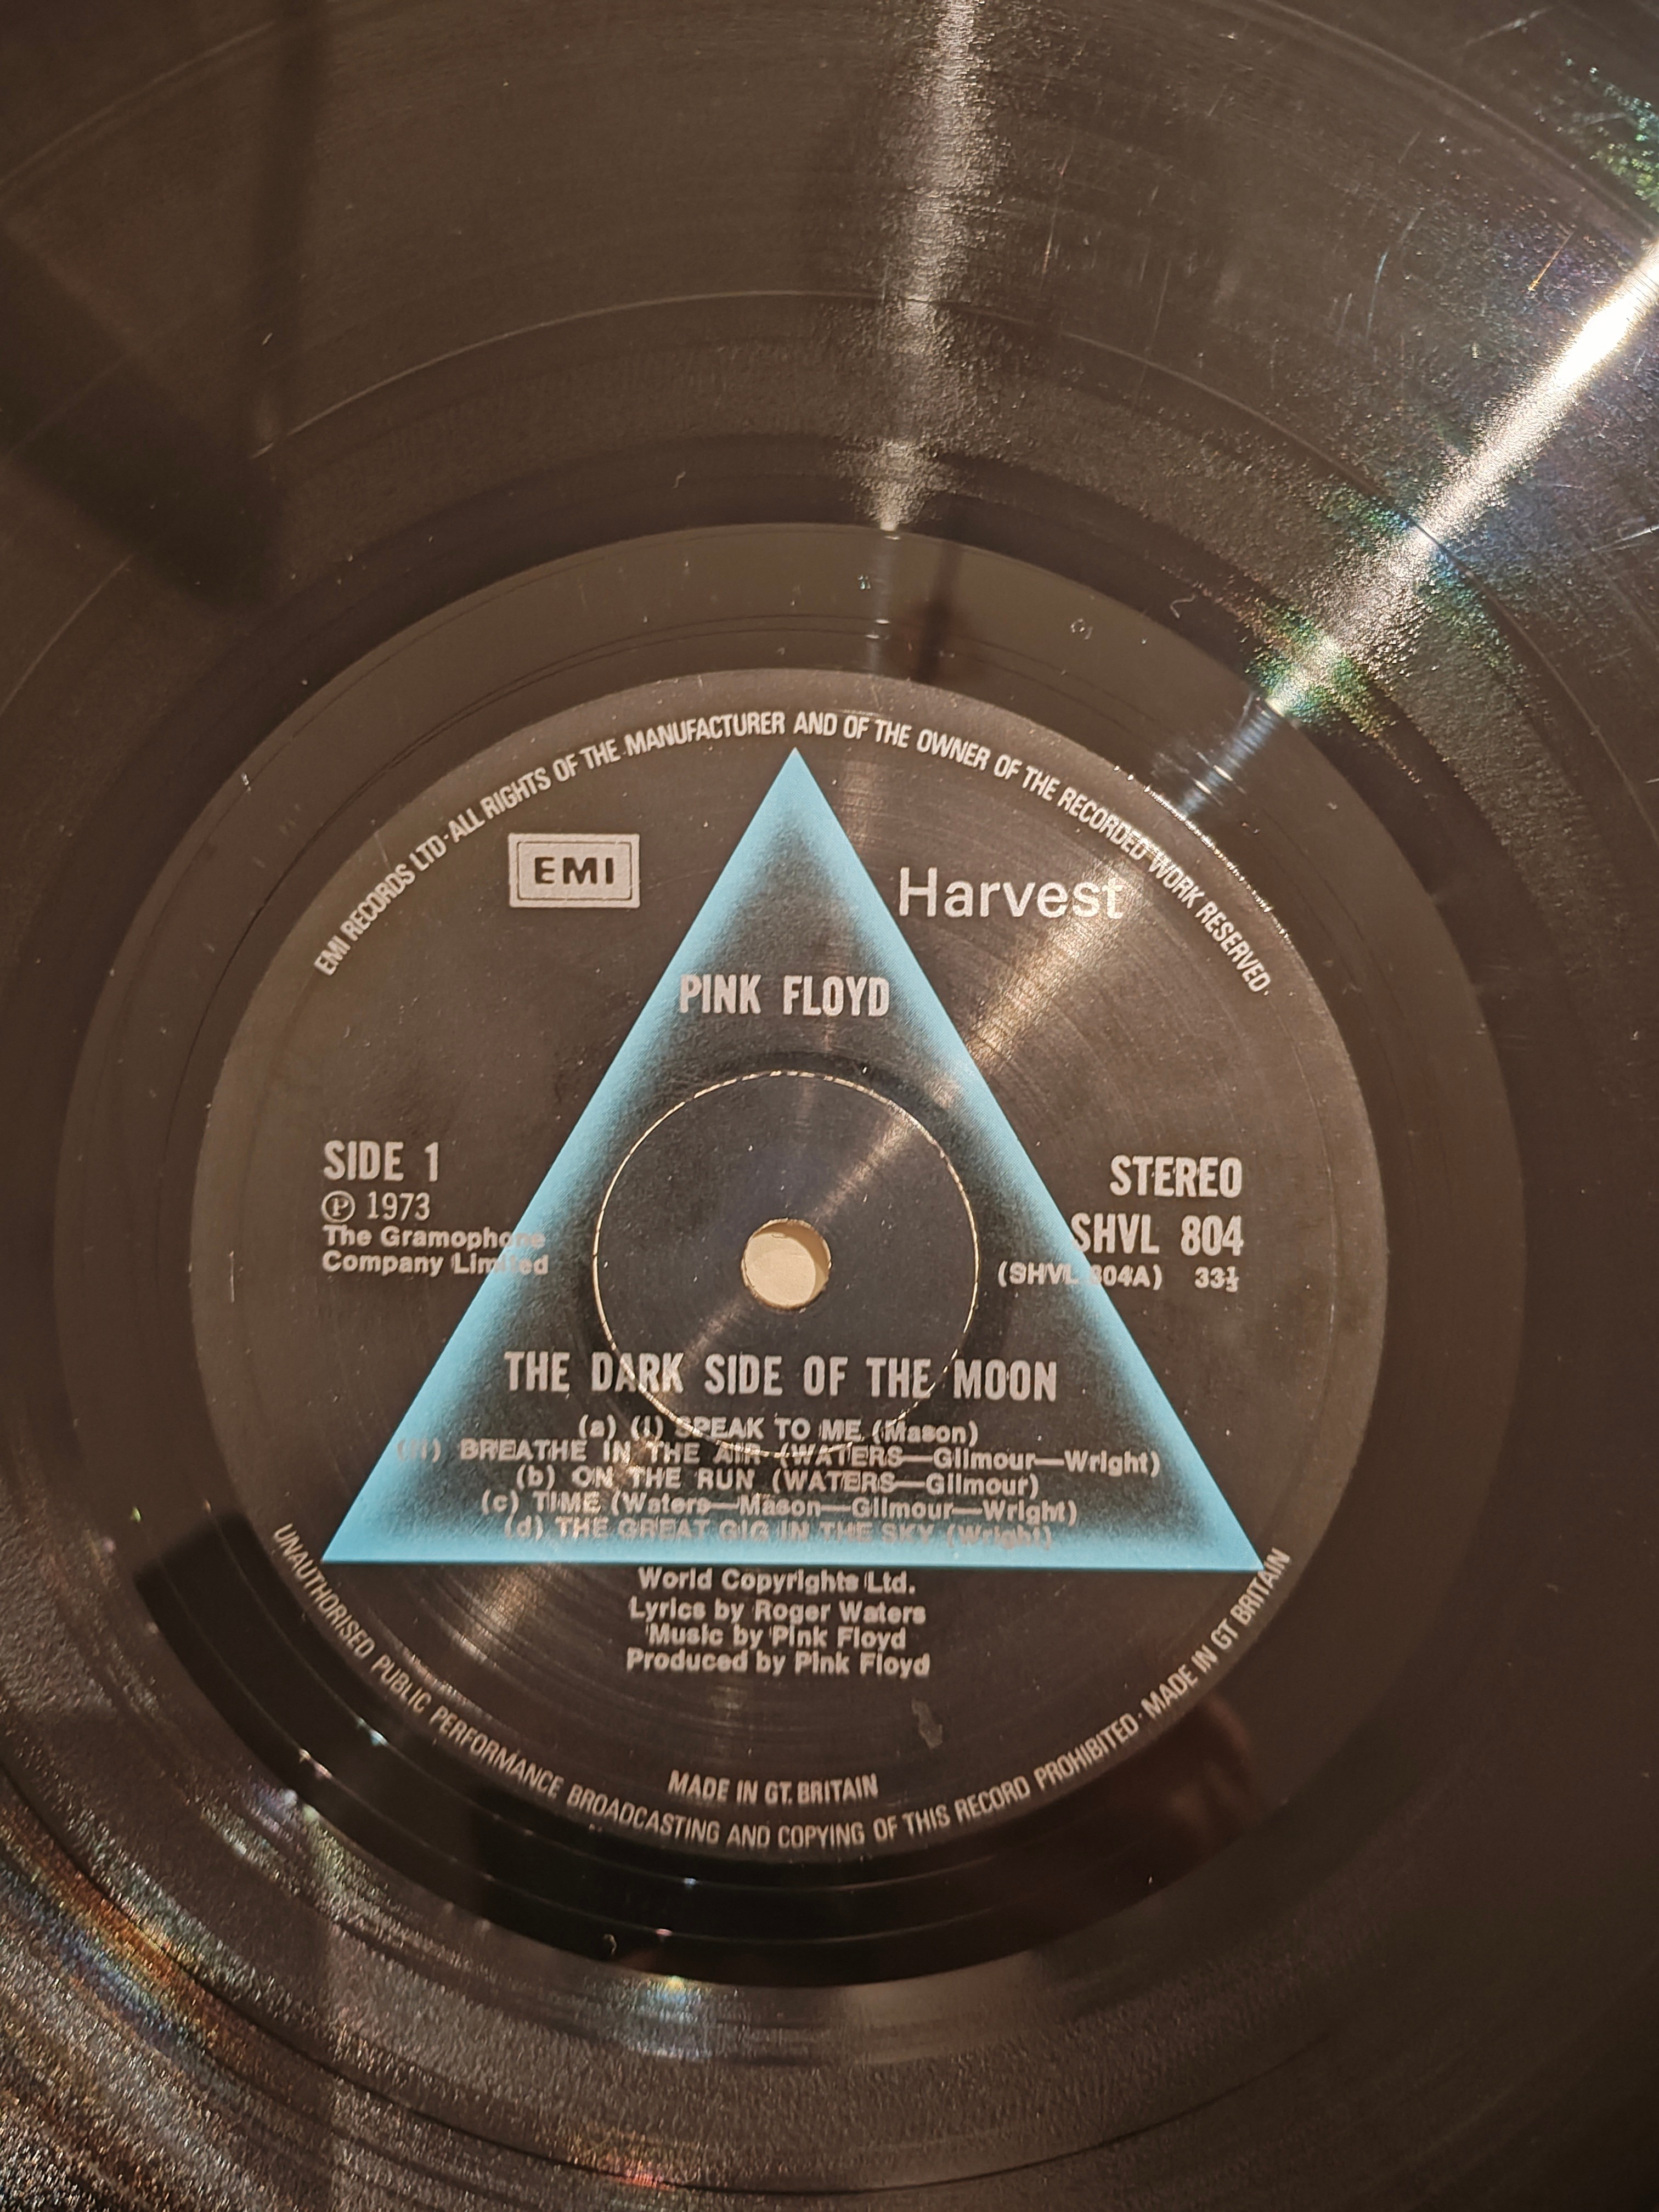 EMI RECORDS LTD·ALL RIGHTS OF THE MANUFACTURER AND OF THE OWNER OF THE RECORDED WORK RESERVED·
EMI
Harvest
PINK FLOYD
SIDE 1
℗ 1973
The Gramophone
Company Limited
STEREO
SHVL 804
(SHVL 804A) 33⅓
THE DARK SIDE OF THE MOON
(a) (i) SPEAK TO ME (Mason)
(ii) BREATHE IN THE AIR (WATERS—Gilmour—Wright)
(b) ON THE RUN (WATERS—Gilmour)
(c) TIME (Waters—Mason—Gilmour—Wright)
(d) THE GREAT GIG IN THE SKY (Wright)
World Copyrights Ltd.
Lyrics by Roger Waters
Music by Pink Floyd
Produced by Pink Floyd
MADE IN GT. BRITAIN
UNAUTHORISED PUBLIC PERFORMANCE BROADCASTING AND COPYING OF THIS RECORD PROHIBITED·MADE IN GT BRITAIN